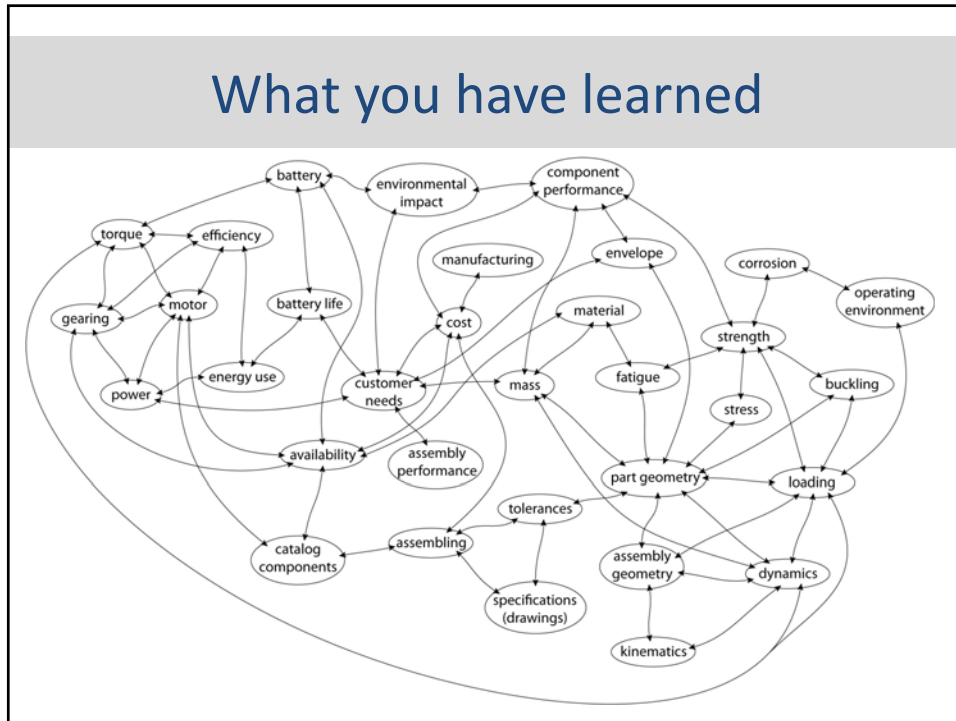 What you have learned
battery
environmental
impact
component
performance
torque
efficiency
manufacturing
envelope
corrosion
gearing
motor
battery life
cost
material
operating
environment
strength
power
energy use
customer
needs
mass
fatigue
buckling
stress
availability
assembly
performance
part geometry
loading
tolerances
catalog
components
assembling
assembly
geometry
dynamics
specifications
(drawings)
kinematics